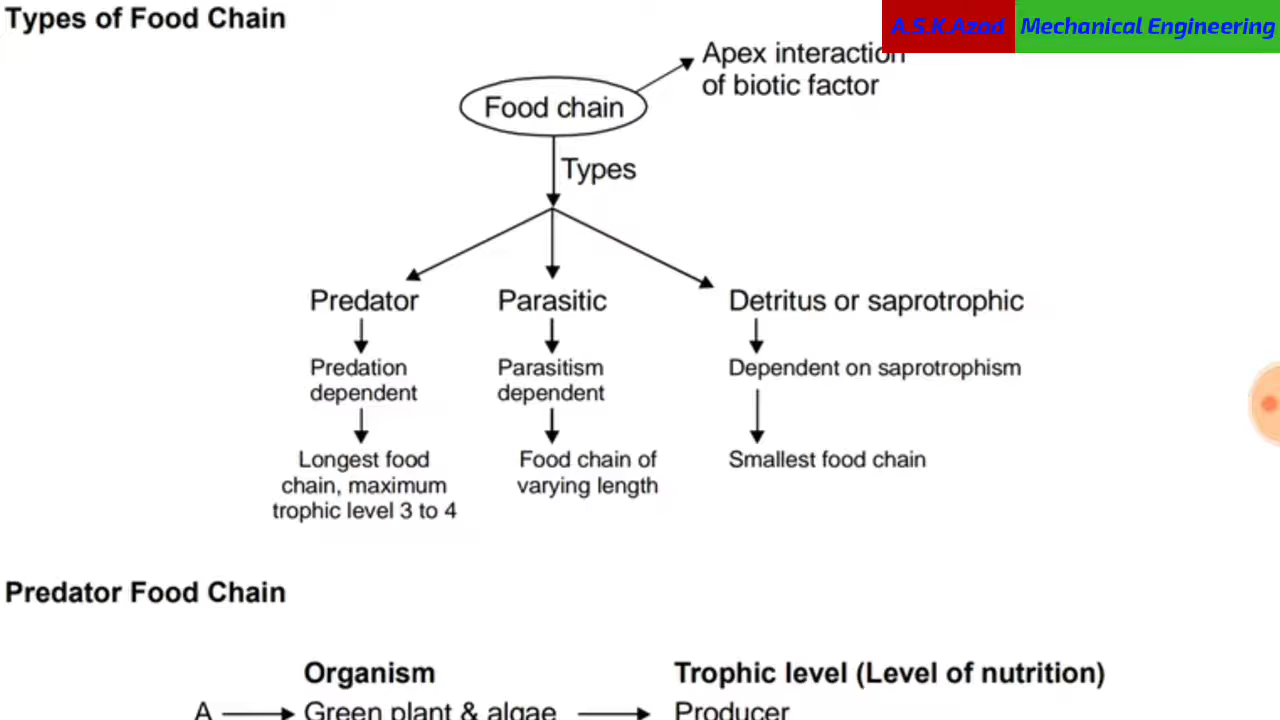 Types of Food Chain
A.S.K.Azad Mechanical Engineering
Apex interaction
of biotic factor
Food chain
Types
Predator Parasitic Detritus or saprotrophic
Predation Parasitism Dependent on saprotrophism
dependent dependent
Longest food Food chain of Smallest food chain
chain, maximum varying length
trophic level 3 to 4
Predator Food Chain
Organism Trophic level (Level of nutrition)
A Green plant & algae Producer